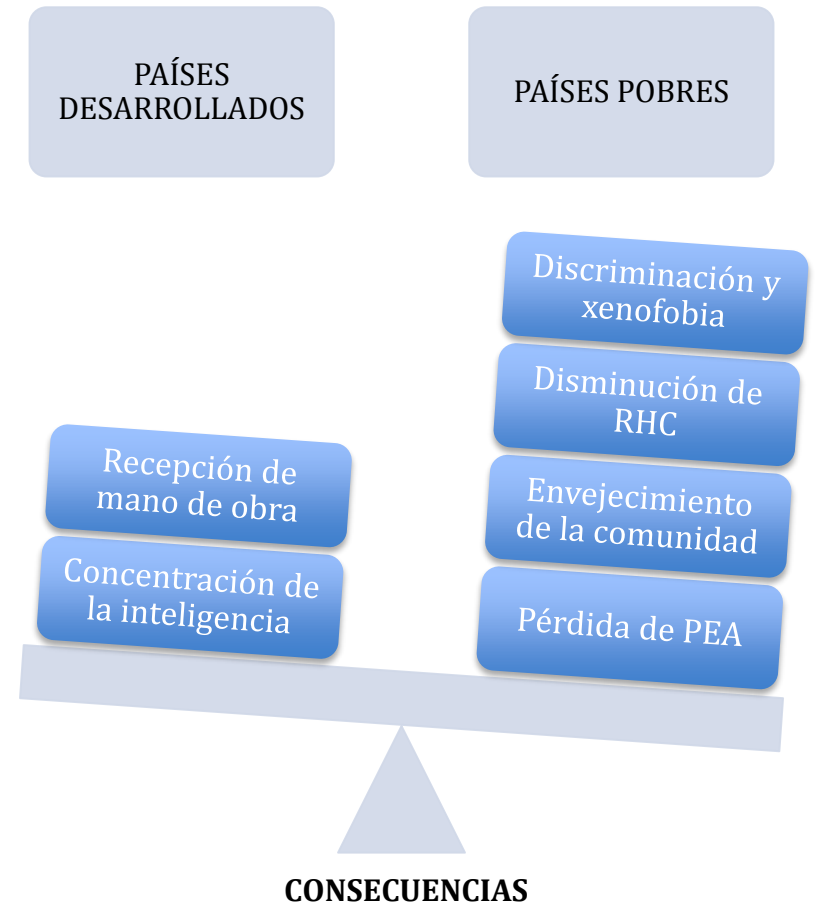 PAÍSES
DESARROLLADOS
PAÍSES POBRES
Discriminación y
xenofobia
Disminución de
RHC
Envejecimiento
de la comunidad
Pérdida de PEA
Recepción de
mano de obra
Concentración de
la inteligencia
CONSECUENCIAS